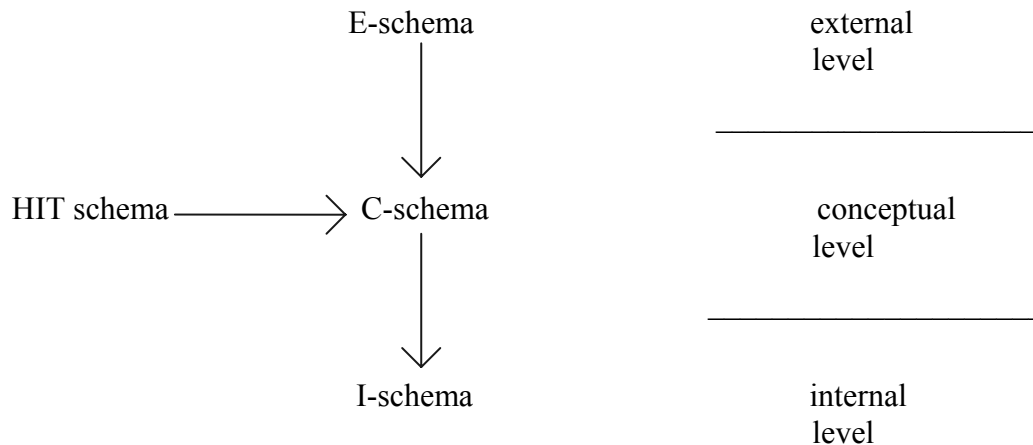 E-schema external
level
HIT schema C-schema conceptual
level
I-schema internal
level